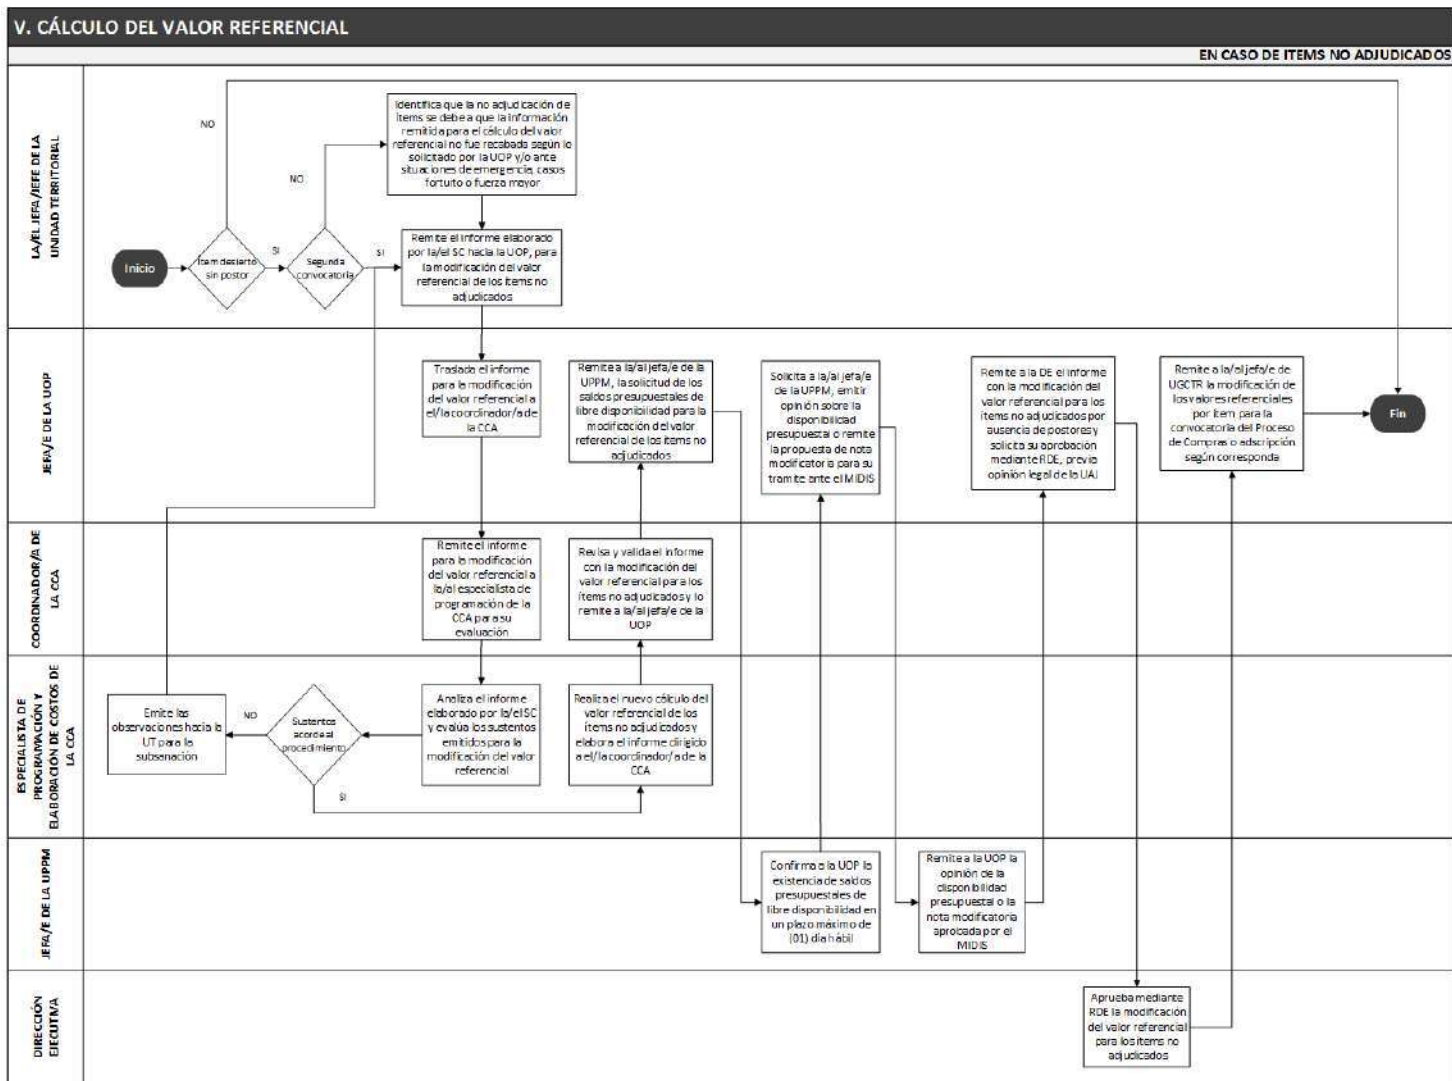 V. CÁLCULO DEL VALOR REFERENCIAL
EN CASO DE ITEMS NO ADJUDICADOS
LA/EL JEFA/JEFE DE LA
UNIDAD TERRITORIAL
Inicio
Ítem desierto
sin postor
NO
SI
Segunda
convocatoria
NO
SI
Identifica que la no adjudicación de
ítems se debe a que la información
remitida para el cálculo del valor
referencial no fue recabada según lo
solicitado por la UOP y/o ante
situaciones de emergencia, casos
fortuito o fuerza mayor
Remite el informe elaborado
por la/el SC hacia la UOP, para
la modificación del valor
referencial de los ítems no
adjudicados
JEFA/E DE LA UOP
Traslada el informe
para la modificación
del valor referencial a
el/la coordinador/a de
la CCA
Remite a la/al jefa/e de
la UPPM, la solicitud de los
saldos presupuestales de
libre disponibilidad para la
modificación del valor
referencial de los ítems no
adjudicados
Solicita a la/al jefa/e de
la UPPM, emitir
opinión sobre la
disponibilidad
presupuestal o remite
la propuesta de nota
modificatoria para su
tramite ante el MIDIS
Remite a la DE el informe
con la modificación del
valor referencial para los
ítems no adjudicados por
ausencia de postores y
solicita su aprobación
mediante RDE, previa
opinión legal de la UAJ
Remite a la/al jefa/e de
UGCTR la modificación de
los valores referenciales
por ítem para la
convocatoria del Proceso
de Compras o adscripción
según corresponda
Fin
COORDINADOR/A DE
LA CCA
Remite el informe
para la modificación
del valor referencial a
la/al especialista de
programación de la
CCA para su
evaluación
Revisa y valida el informe
con la modificación del
valor referencial para los
ítems no adjudicados y lo
remite a la/al jefa/e de la
UOP
ESPECIALISTA DE
PROGRAMACIÓN Y
ELABORACIÓN DE COSTOS DE
LA CCA
Emite las
observaciones hacia la
UT para la
subsanación
NO
Sustentos
acorde al
procedimiento
SI
Analiza el informe
elaborado por la/el SC
y evalúa los sustentos
emitidos para la
modificación del valor
referencial
Realiza el nuevo cálculo del
valor referencial de los
ítems no adjudicados y
elabora el informe dirigido
a el/la coordinador/a de la
CCA
JEFA/E DE LA UPPM
Confirma a la UOP la
existencia de saldos
presupuestales de
libre disponibilidad en
un plazo máximo de
(01) día hábil
Remite a la UOP la
opinión de la
disponibilidad
presupuestal o la
nota modificatoria
aprobada por el
MIDIS
DIRECCIÓN
EJECUTIVA
Aprueba mediante
RDE la modificación
del valor referencial
para los ítems no
adjudicados